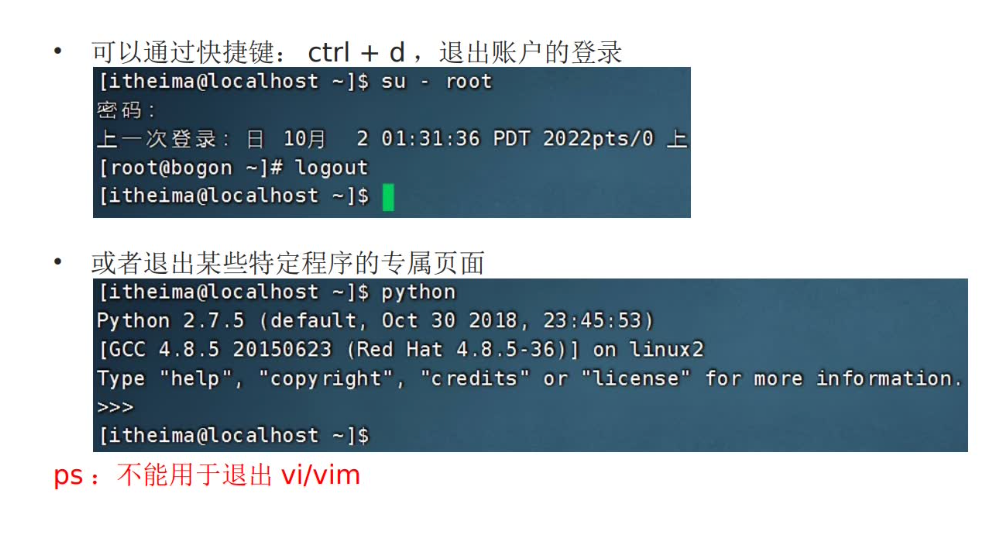 • 可以通过快捷键： ctrl + d ，退出账户的登录
[itheima@localhost ~]$ su - root
密码：
上一次登录：日 10月  2 01:31:36 PDT 2022pts/0 上
[root@bogon ~]# logout
[itheima@localhost ~]$
• 或者退出某些特定程序的专属页面
[itheima@localhost ~]$ python
Python 2.7.5 (default, Oct 30 2018, 23:45:53)
[GCC 4.8.5 20150623 (Red Hat 4.8.5-36)] on linux2
Type "help", "copyright", "credits" or "license" for more information.
>>>
[itheima@localhost ~]$
ps ：不能用于退出 vi/vim